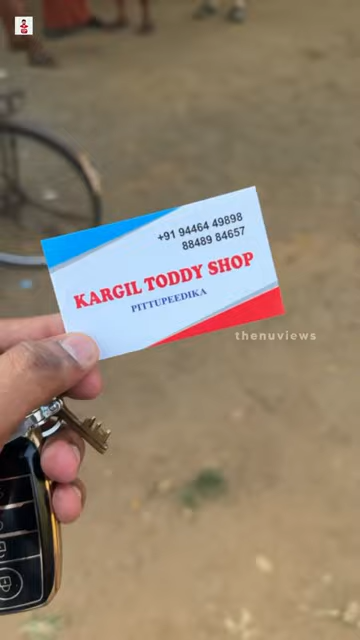 +91 94464 49898
88489 84657
KARGIL TODDY SHOP
PITTUPEEDIKA
thenuviews